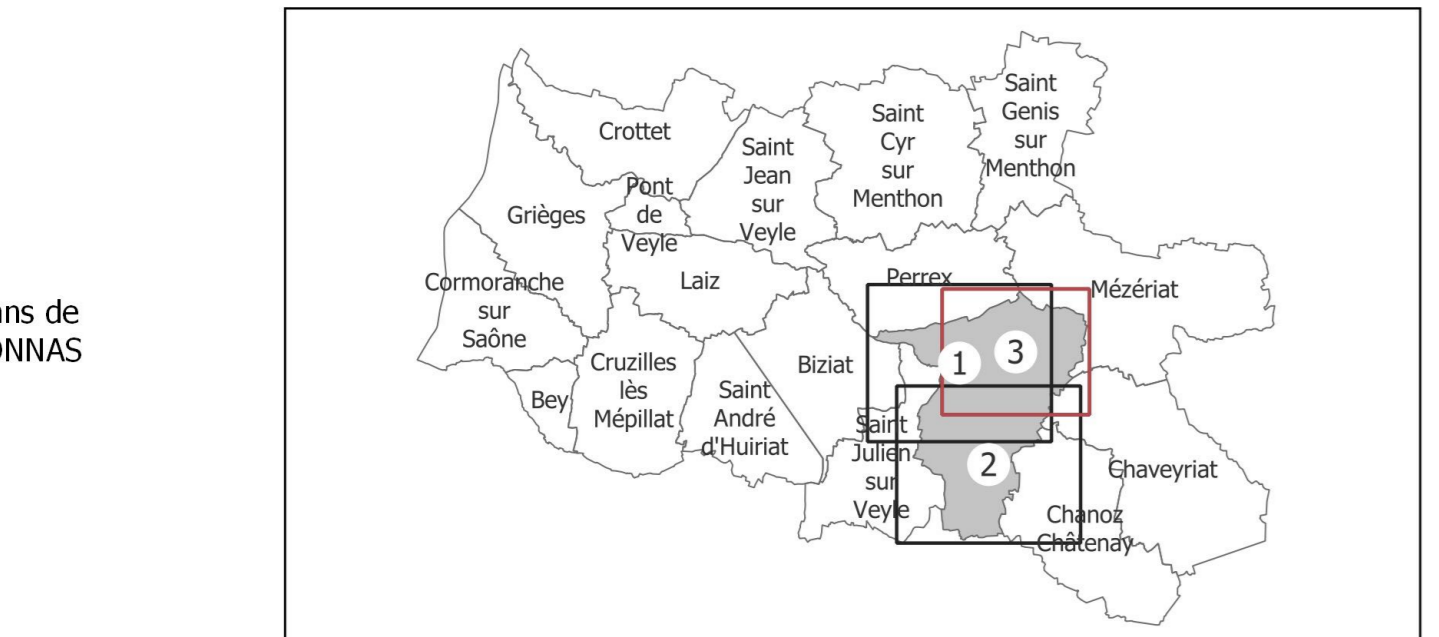 Saint
Genis
sur
Menthon
Saint
Cyr
sur
Menthon
Crottet
Saint
Jean
sur
Veyle
Pont
de
Veyle
Grièges
Laiz
Perrex
Mézériat
Cormoranche
sur
Saône
ans de
ONNAS
Cruzilles
lès
Mépillat
Biziat
1
3
Bey
Saint
André
d'Huiriat
Saint
Julien
sur
Veyle
2
Chaveyriat
Chanoz
Châtenay